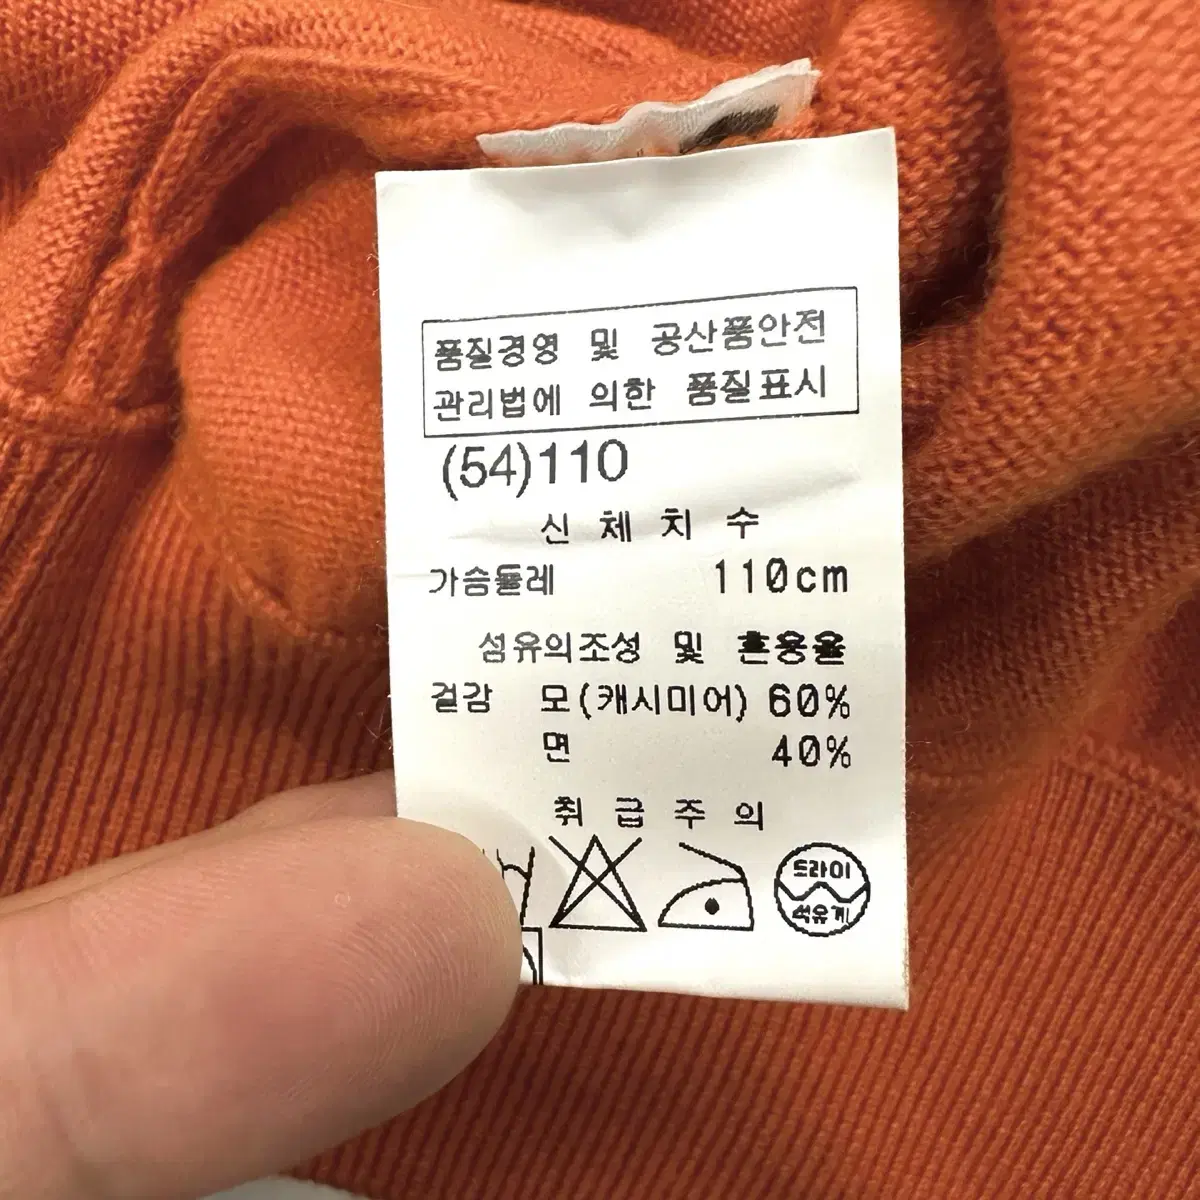 품질경영 및 공산품안전
관리법에 의한 품질표시
(54)110
신 체 치 수
가슴둘레 110cm
섬유의조성 및 혼용율
겉감 모(캐시미어) 60%
면 40%
취 급 주 의
드라이
석유계